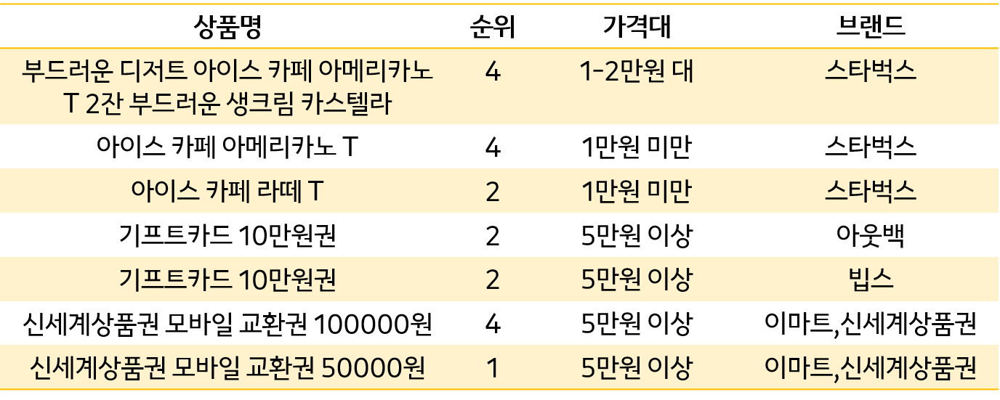 상품명 순위 가격대 브랜드
부드러운 디저트 아이스 카페 아메리카노 4 1-2만원 대 스타벅스
T 2잔 부드러운 생크림 카스텔라
아이스 카페 아메리카노 T 4 1만원 미만 스타벅스
아이스 카페 라떼 T 2 1만원 미만 스타벅스
기프트카드 10만원권 2 5만원 이상 아웃백
기프트카드 10만원권 2 5만원 이상 빕스
신세계상품권 모바일 교환권 100000원 4 5만원 이상 이마트,신세계상품권
신세계상품권 모바일 교환권 50000원 1 5만원 이상 이마트,신세계상품권